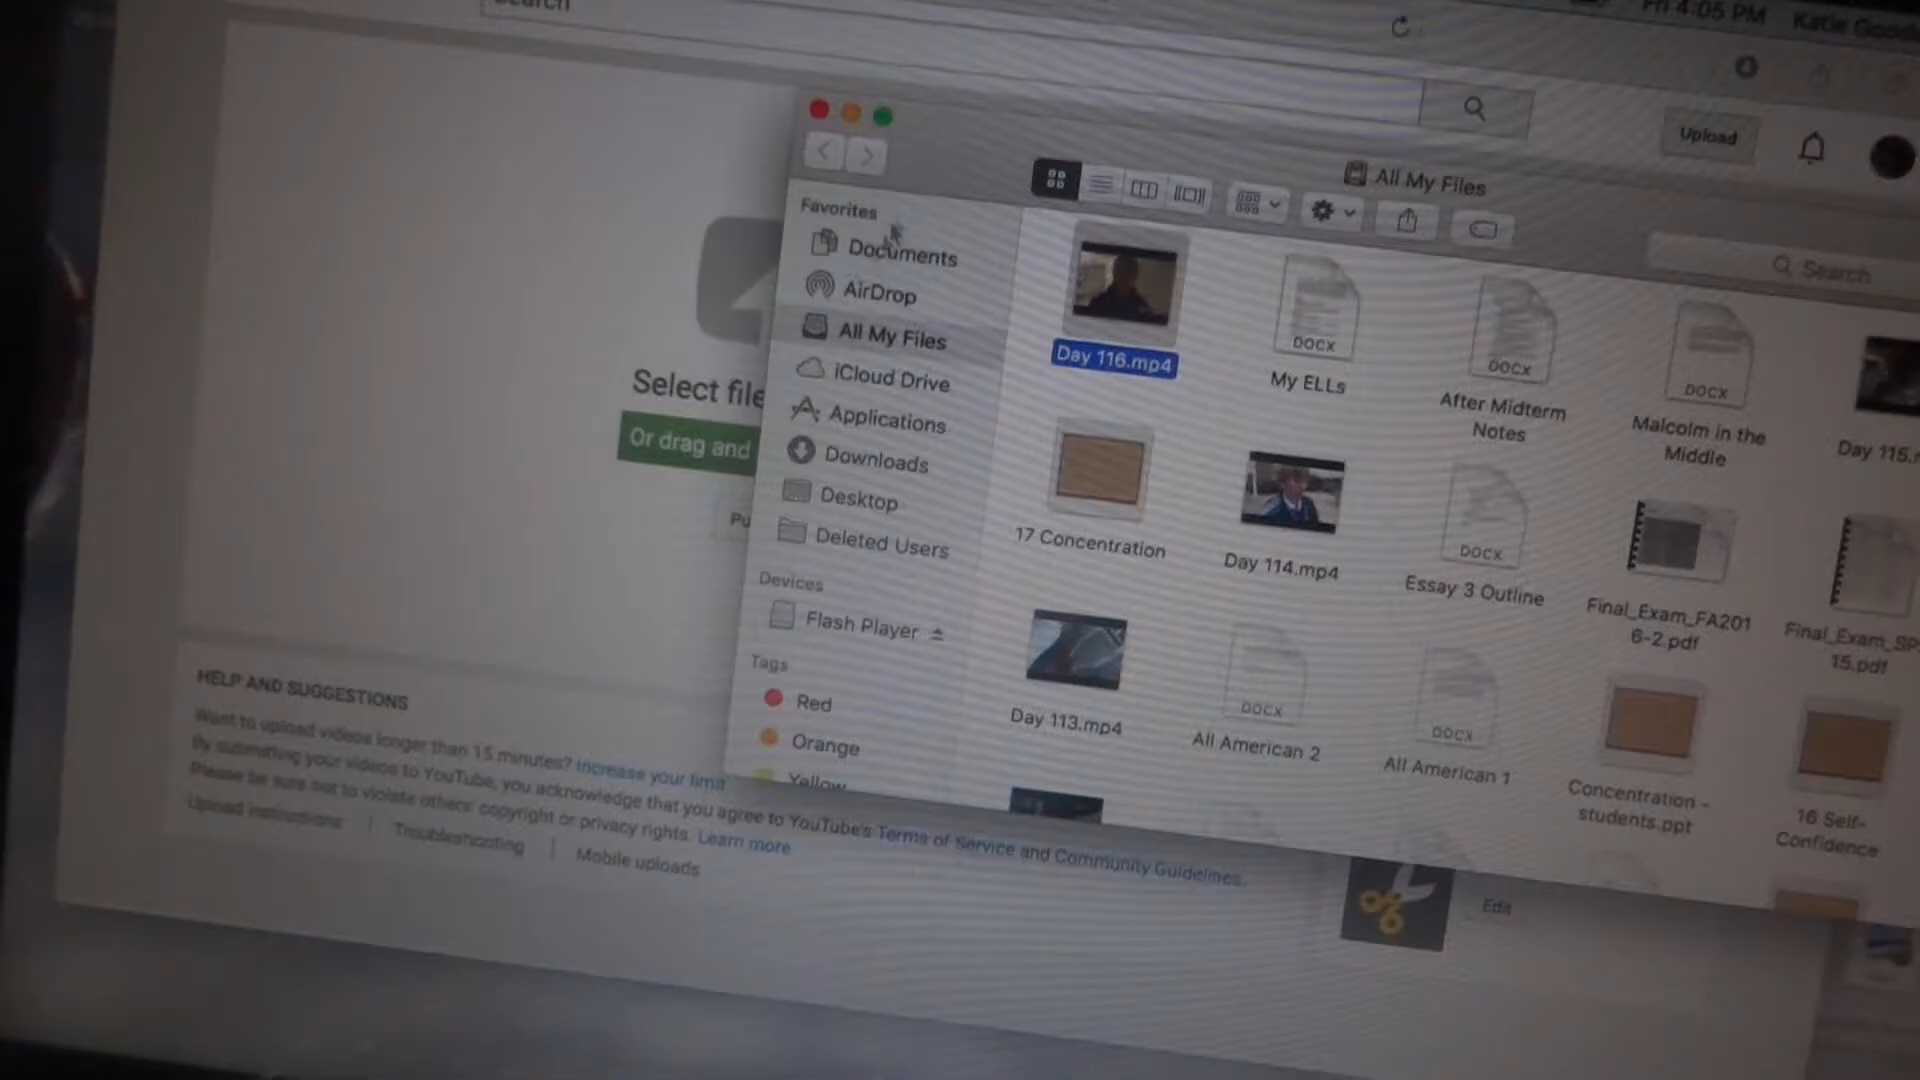 Search
Fri 4:05 PM
Upload
All My Files
Search
Favorites
Documents
AirDrop
All My Files
iCloud Drive
Applications
Downloads
Desktop
Deleted Users
Devices
Flash Player
Tags
Red
Orange
Yellow
Day 116.mp4
DOCX
My ELLs
DOCX
After Midterm
Notes
DOCX
Malcolm in the
Middle
Day 115.
17 Concentration
Day 114.mp4
DOCX
Essay 3 Outline
Final_Exam_FA201
6-2.pdf
Final_Exam_SP
15.pdf
Day 113.mp4
DOCX
All American 2
DOCX
All American 1
Concentration -
students.ppt
16 Self-
Confidence
Select file
Or drag and
Pu
HELP AND SUGGESTIONS
Want to upload videos longer than 15 minutes? Increase your limit
By submitting your videos to YouTube, you acknowledge that you agree to YouTube's Terms of Service and Community Guidelines.
Please be sure not to violate others' copyright or privacy rights. Learn more
Upload instructions | Troubleshooting | Mobile uploads
Edit